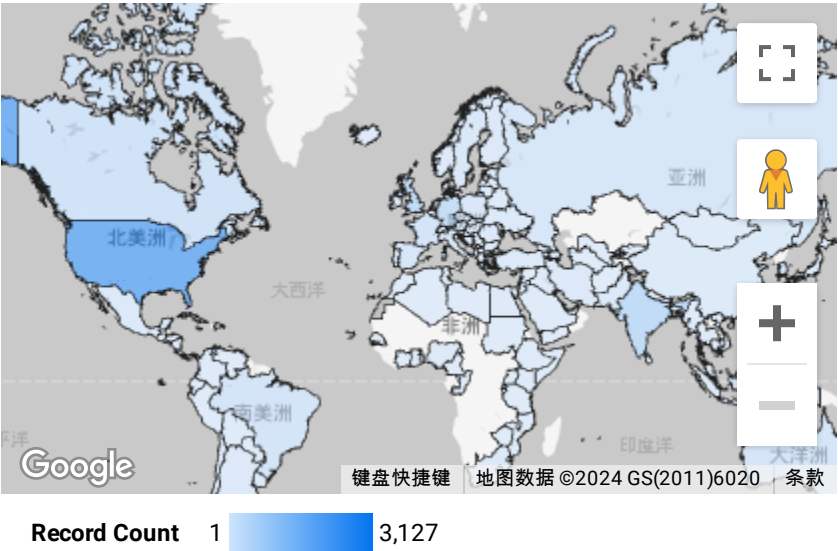 亚洲
北美洲
大西洋
非洲
南美洲
平洋
印度洋
大洋洲
Google
键盘快捷键 地图数据 ©2024 GS(2011)6020 条款
Record Count 1 3,127